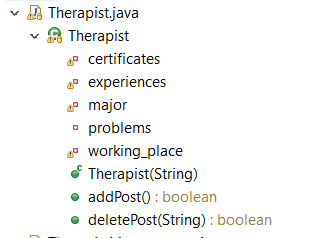 Therapist.java
Therapist
certificates
experiences
major
problems
working_place
Therapist(String)
addPost() : boolean
deletePost(String) : boolean